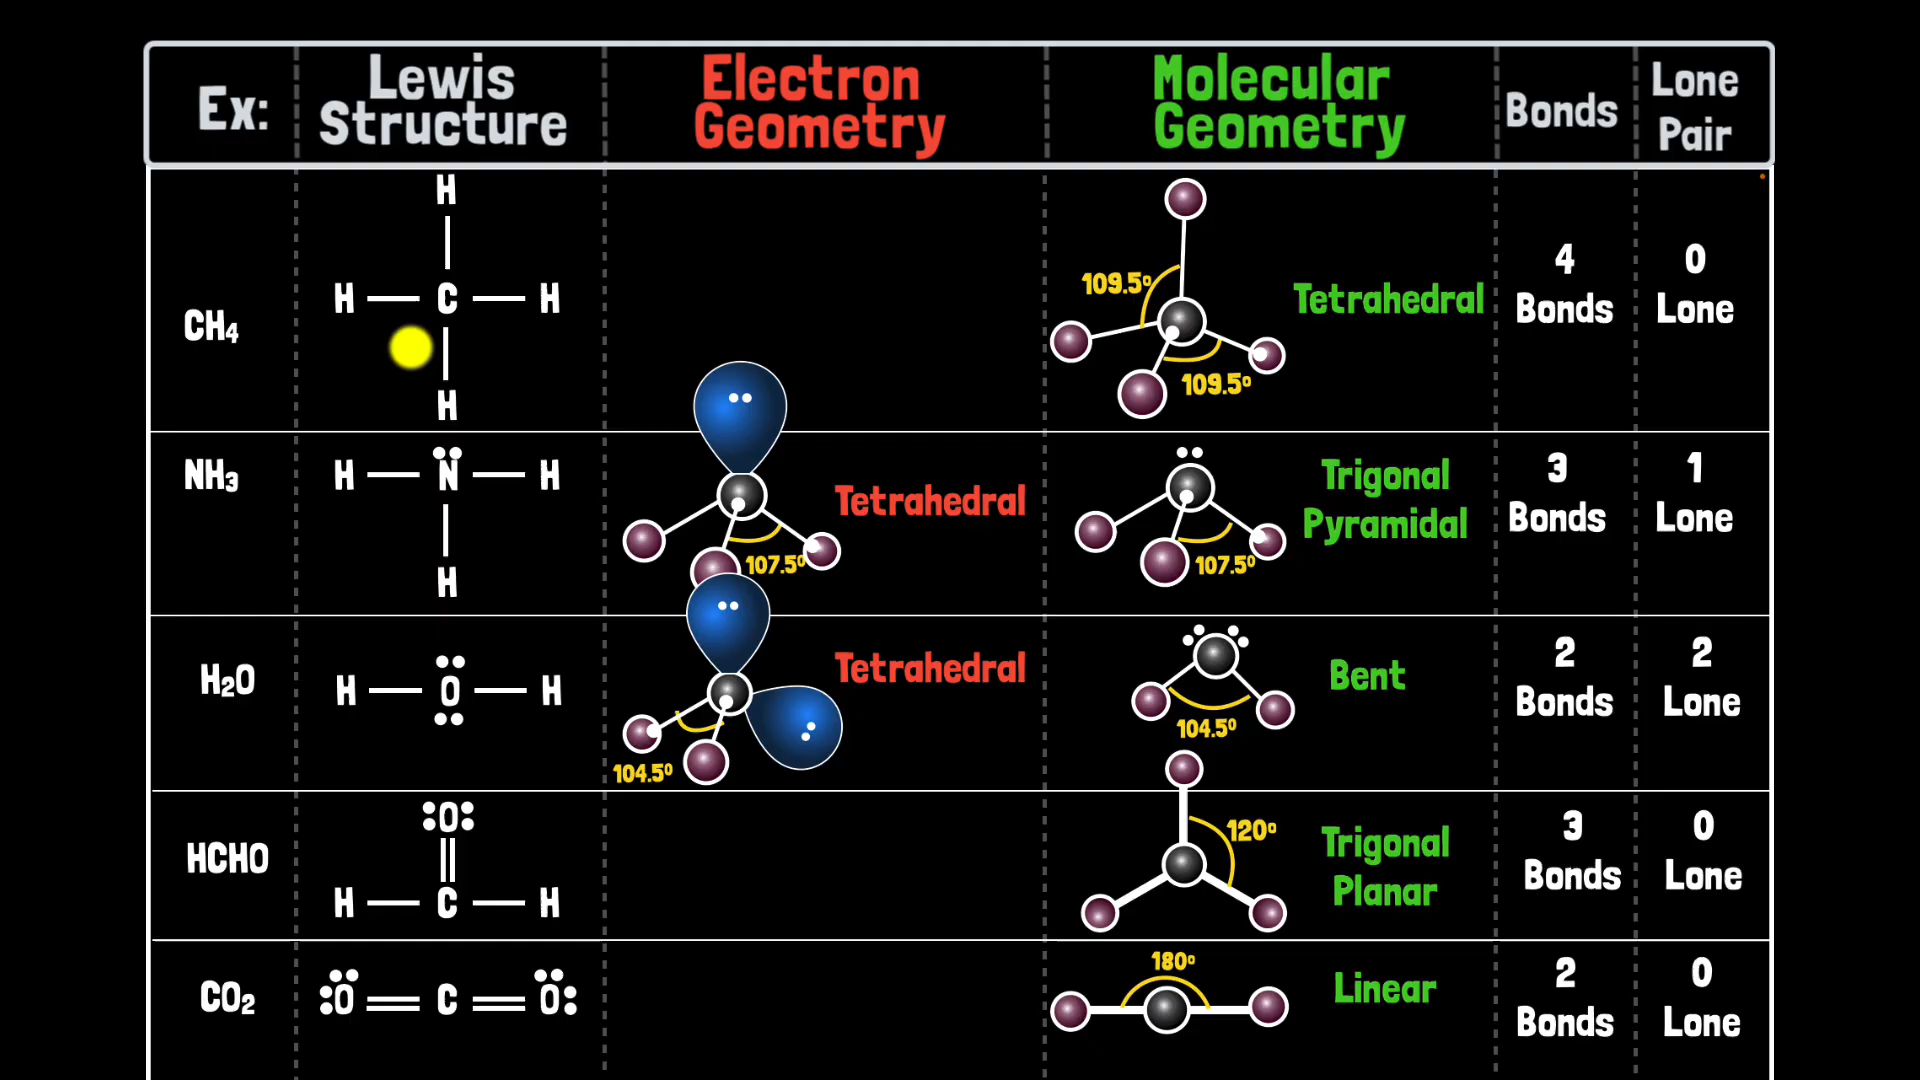 Ex:
Lewis
Structure
Electron
Geometry
Molecular
Geometry
Bonds
Lone
Pair
CH₄
H
H — C — H
H
109.5°
109.5°
Tetrahedral
4
Bonds
0
Lone
NH₃
H — N — H
H
107.5°
Tetrahedral
107.5°
Trigonal
Pyramidal
3
Bonds
1
Lone
H₂O
H — O — H
104.5°
Tetrahedral
104.5°
Bent
2
Bonds
2
Lone
HCHO
O
H — C — H
120°
Trigonal
Planar
3
Bonds
0
Lone
CO₂
O = C = O
180°
Linear
2
Bonds
0
Lone